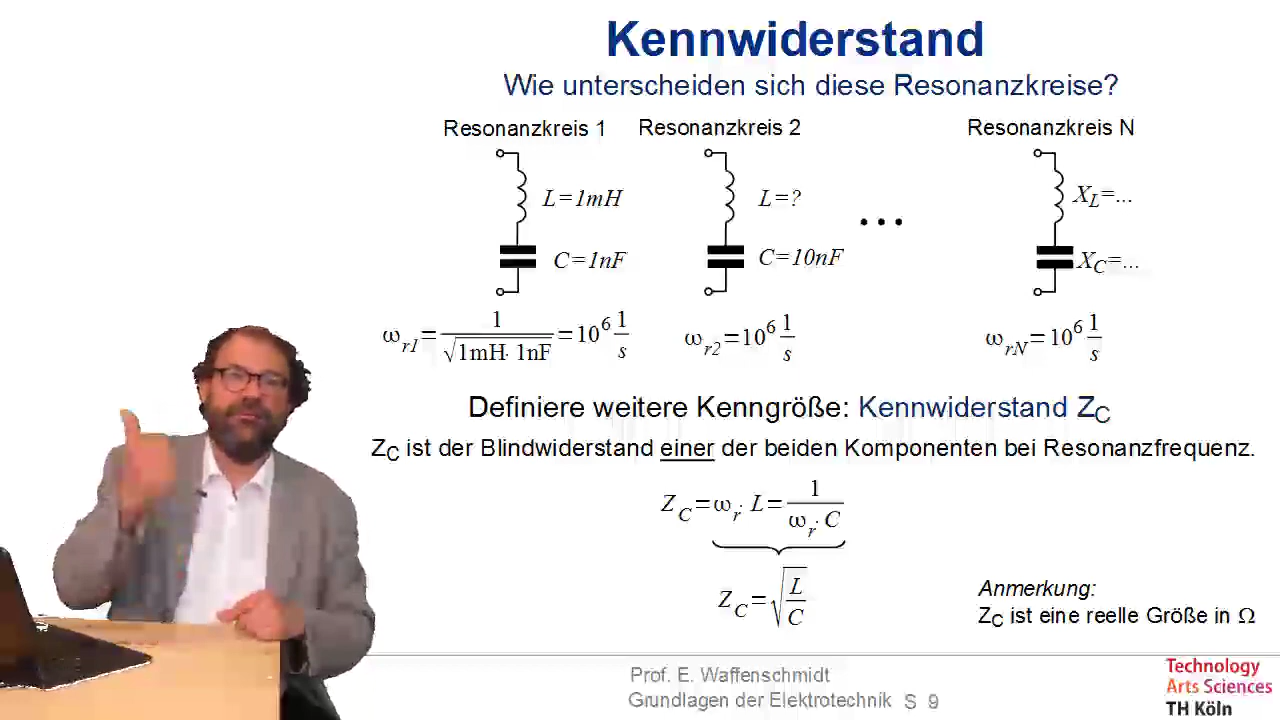 Kennwiderstand
Wie unterscheiden sich diese Resonanzkreise?
Resonanzkreis 1 Resonanzkreis 2 Resonanzkreis N
L=1mH L=? X_L=...
...
C=1nF C=10nF X_C=...
ω_r1=1/√(1mH· 1nF)=10^6 1/s ω_r2=10^6 1/s ω_rN=10^6 1/s
Definiere weitere Kenngröße: Kennwiderstand Z_C
Z_C ist der Blindwiderstand einer der beiden Komponenten bei Resonanzfrequenz.
Z_C=ω_r· L=1/(ω_r· C)
Z_C=√(L/C)
Anmerkung:
Z_C ist eine reelle Größe in Ω
Prof. E. Waffenschmidt
Grundlagen der Elektrotechnik S 9
Technology
Arts Sciences
TH Köln